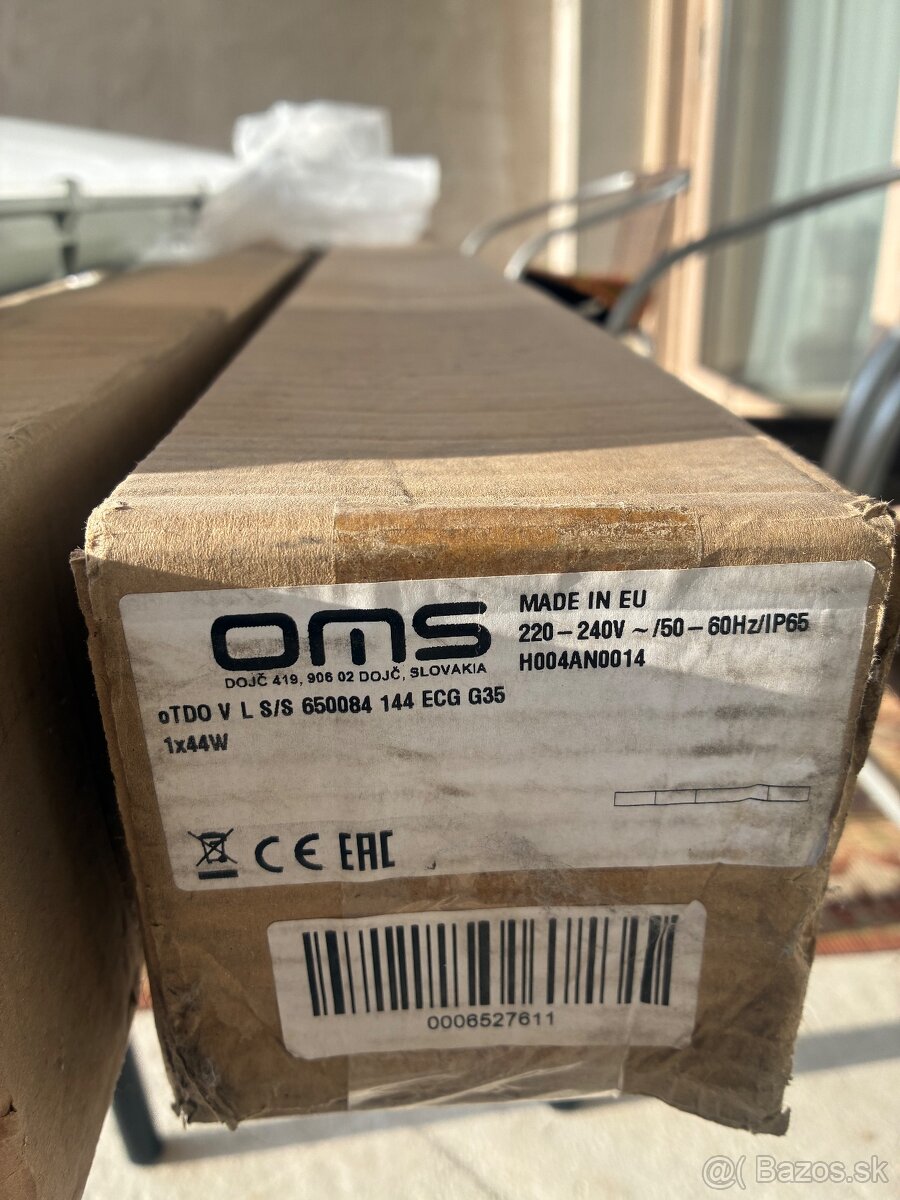 oms
DOJČ 419, 906 02 DOJČ, SLOVAKIA
MADE IN EU
220-240V ~/50-60Hz/IP65
H004AN0014
oTDO V L S/S 650084 144 ECG G35
1x44W
CE EAC
0006527611
@( Bazos.sk